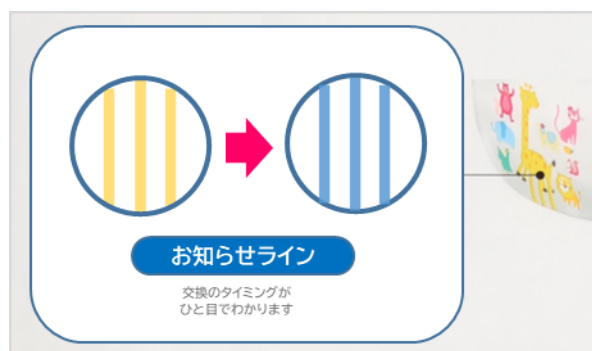 お知らせライン
交換のタイミングが
ひと目でわかります